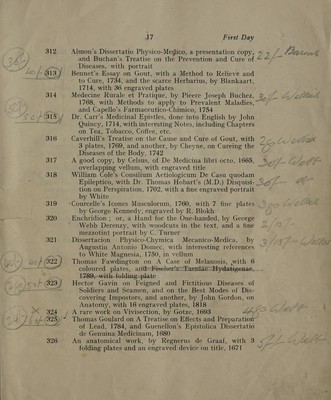 17 First Day
312 Aimon's Dissertatio Physico-Medico, a presentation copy,
and Buchan's Treatise on the Prevention and Cure of
Diseases, with portrait
313 Bennet's Essay on Gout, with a Method to Relieve and
to Cure, 1734, and the scarce Herbarius, by Blankaart,
1714, with 36 engraved plates
314 Medecine Rurale et Pratique, by Pierre Joseph Buchez,
1768, with Methods to apply to Prevalent Maladies,
and Capello's Farmaceutico-Chimico, 1754
315 Dr. Carr's Medicinal Epistles, done into English by John
Quincy, 1714, with interesting Notes, including Chapters
on Tea, Tobacco, Coffee, etc.
316 Caverhill's Treatise on the Cause and Cure of Gout, with
3 plates, 1769, and another, by Cheyne, on Cureing the
Diseases of the Body, 1742
317 A good copy, by Celsus, of De Medicina libri octo, 1665,
overlapping vellum, with engraved title
318 William Cole's Consilium Aetiologicum De Casu quodam
Epileptico, with Dr. Thomas Hobart's (M.D.) Disquisi-
tion on Perspiration, 1702, with a fine engraved portrait
by White
319 Courcelle's Icones Musculorum, 1760, with 7 fine plates
by George Kennedy, engraved by R. Blokh
320 Enchridion; or, a Hand for the One-handed, by George
Webb Derenzy, with woodcuts in the text, and a fine
mezzotint portrait by C. Turner
321 Dissertacion Physico-Chymica Mecanico-Medica, by
Augustin Antonio Domec, with interesting references
to White Magnesia, 1750, in vellum
322 Thomas Fawdington on A Case of Melanosis, with 6
coloured plates, and Fischer's Taeniae Hydatigenae,
1789, with folding plate
323 Hector Gavin on Feigned and Fictitious Diseases of
Soldiers and Seamen, and on the Best Modes of Dis-
covering Impostors, and another, by John Gordon, on
Anatomy, with 16 engraved plates, 1818
324 A rare work on Vivisection, by Gotze, 1693
325 Thomas Goulard on A Treatise on Effects and Preparation
of Lead, 1784, and Guenellon's Epistolica Dissertatio
de Genuina Medicinam, 1680
326 An anatomical work, by Regnerus de Graaf, with 3
folding plates and an engraved device on title, 1671